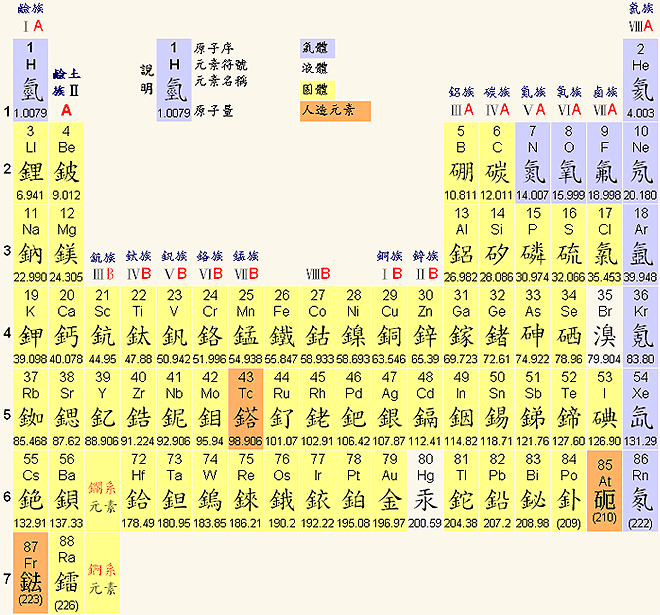 鹼族 氦族
I A VIII A
1 H 氫 1.0079
鹼土
族 II
A
說明
1 原子序
H 元素符號
氫 元素名稱
1.0079 原子量
氣體
液體
固體
人造元素
2
He
氦
4.003
鋁族 碳族 氮族 氧族 鹵族
III A IV A V A VI A VII A
1
3 4 5 6 7 8 9 10
Li Be B C N O F Ne
2 鋰 鈹 硼 碳 氮 氧 氟 氖
6.941 9.012 10.811 12.011 14.007 15.999 18.998 20.180
11 12 13 14 15 16 17 18
Na Mg Al Si P S Cl Ar
3 鈉 鎂 鋁 矽 磷 硫 氯 氬
22.990 24.305 26.982 28.086 30.974 32.066 35.453 39.948
鈧族 鈦族 釩族 鉻族 錳族 銅族 鋅族
III B IV B V B VI B VII B VIII B I B II B
19 20 21 22 23 24 25 26 27 28 29 30 31 32 33 34 35 36
K Ca Sc Ti V Cr Mn Fe Co Ni Cu Zn Ga Ge As Se Br Kr
4 鉀 鈣 鈧 鈦 釩 鉻 錳 鐵 鈷 鎳 銅 鋅 鎵 鍺 砷 硒 溴 氪
39.098 40.078 44.95 47.88 50.942 51.996 54.938 55.847 58.933 58.693 63.546 65.39 69.723 72.61 74.922 78.96 79.904 83.80
37 38 39 40 41 42 43 44 45 46 47 48 49 50 51 52 53 54
Rb Sr Y Zr Nb Mo Tc Ru Rh Pd Ag Cd In Sn Sb Te I Xe
5 銣 鍶 釔 鋯 鈮 鉬 鎝 釕 銠 鈀 銀 鎘 銦 錫 銻 鍗 碘 氙
85.468 87.62 88.906 91.224 92.906 95.94 98.906 101.07 102.91 106.42 107.87 112.41 114.82 118.71 121.76 127.60 126.90 131.29
55 56 72 73 74 75 76 77 78 79 80 81 82 83 84 85 86
Cs Ba Hf Ta W Re Os Ir Pt Au Hg Tl Pb Bi Po At Rn
6 銫 鋇 鑭系元素 鉿 鉭 鎢 錸 鋨 銥 鉑 金 汞 鉈 鉛 鉍 釙 砈 氡
132.91 137.33 178.49 180.95 183.85 186.21 190.2 192.22 195.08 196.97 200.59 204.38 207.2 208.98 (209) (210) (222)
87 88
Fr Ra
7 鍅 鐳 錒系元素
(223) (226)